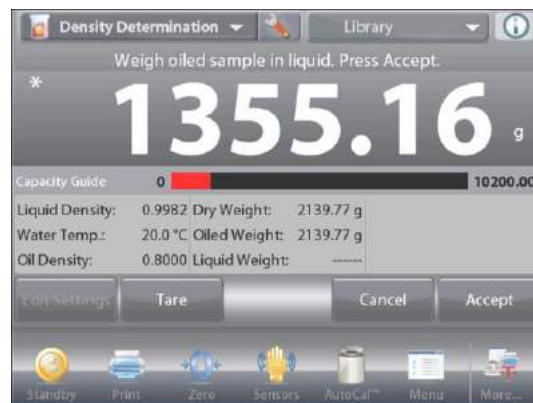 Density Determination Library
Weigh oiled sample in liquid. Press Accept.
* 1355.16 g
Capacity Guide 0 10200.00
Liquid Density: 0.9982 Dry Weight: 2139.77 g
Water Temp.: 20.0 °C Oiled Weight: 2139.77 g
Oil Density: 0.8000 Liquid Weight: ------
Edit Settings Tare Cancel Accept
Standby Print Zero Sensors AutoCal™ Menu More...